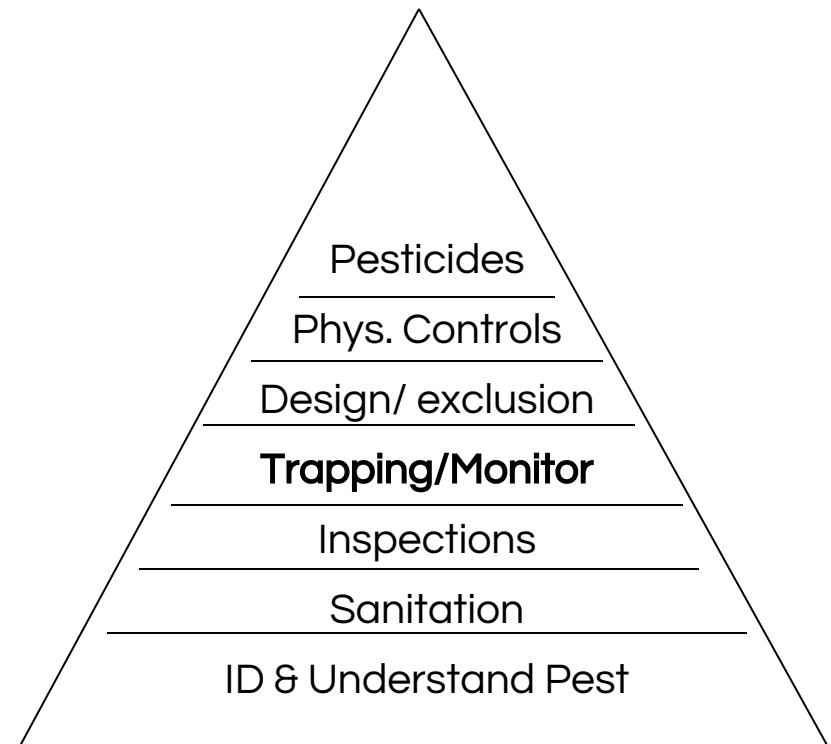 Pesticides
Phys. Controls
Design/ exclusion
Trapping/Monitor
Inspections
Sanitation
ID & Understand Pest